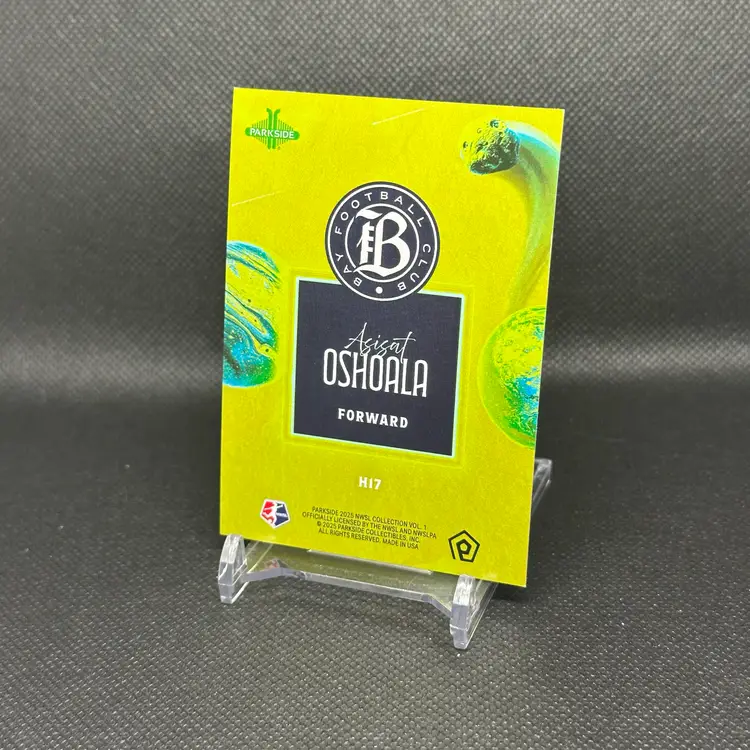 PARKSIDE
BAY FOOTBALL CLUB
B
Asisat
OSHOALA
FORWARD
H17
PARKSIDE 2025 NWSL COLLECTION VOL. 1
OFFICIALLY LICENSED BY THE NWSL AND NWSLPA
© 2025 PARKSIDE COLLECTIBLES, INC.
ALL RIGHTS RESERVED. MADE IN USA